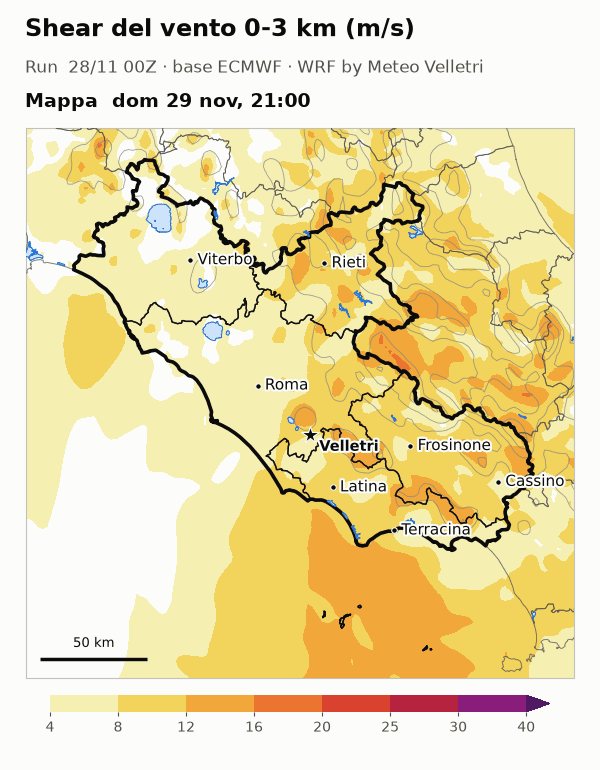 Shear del vento 0-3 km (m/s)
Run  28/11 00Z · base ECMWF · WRF by Meteo Velletri
Mappa  dom 29 nov, 21:00
Viterbo
Rieti
Roma
Velletri
Frosinone
Cassino
Latina
Terracina
50 km
4 8 12 16 20 25 30 40